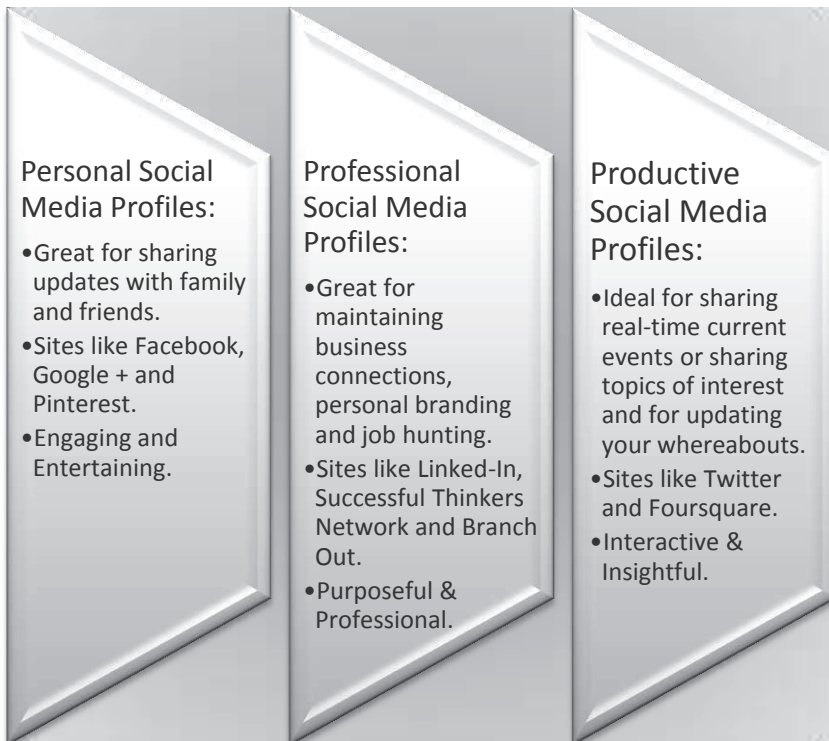 Personal Social
Media Profiles:
•Great for sharing
updates with family
and friends.
•Sites like Facebook,
Google + and
Pinterest.
•Engaging and
Entertaining.
Professional
Social Media
Profiles:
•Great for
maintaining
business
connections,
personal branding
and job hunting.
•Sites like Linked-In,
Successful Thinkers
Network and Branch
Out.
•Purposeful &
Professional.
Productive
Social Media
Profiles:
•Ideal for sharing
real-time current
events or sharing
topics of interest
and for updating
your whereabouts.
•Sites like Twitter
and Foursquare.
•Interactive &
Insightful.